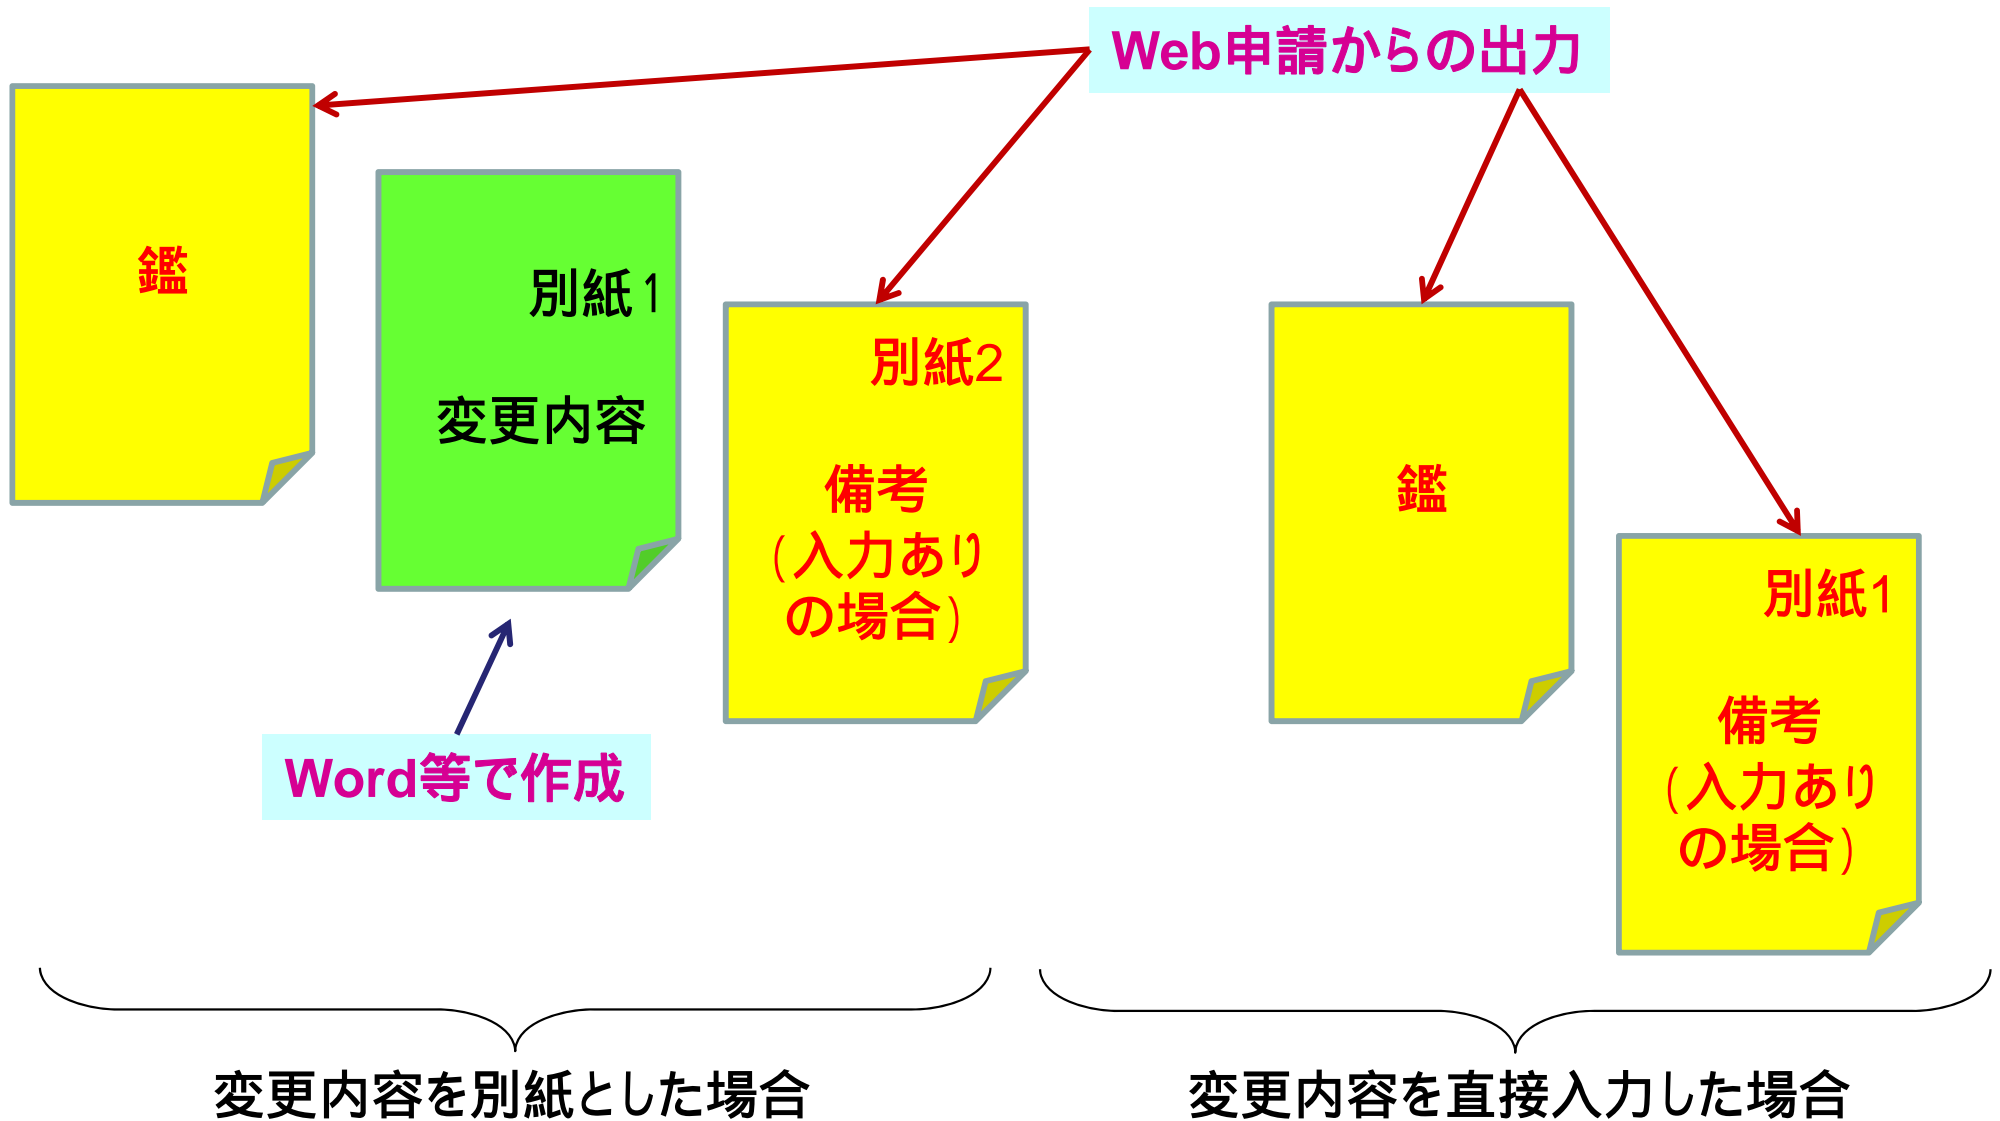 Web申請からの出力
鑑
別紙1
変更内容
別紙2
備考
(入力あり
の場合)
Word等で作成
鑑
別紙1
備考
(入力あり
の場合)
変更内容を別紙とした場合
変更内容を直接入力した場合